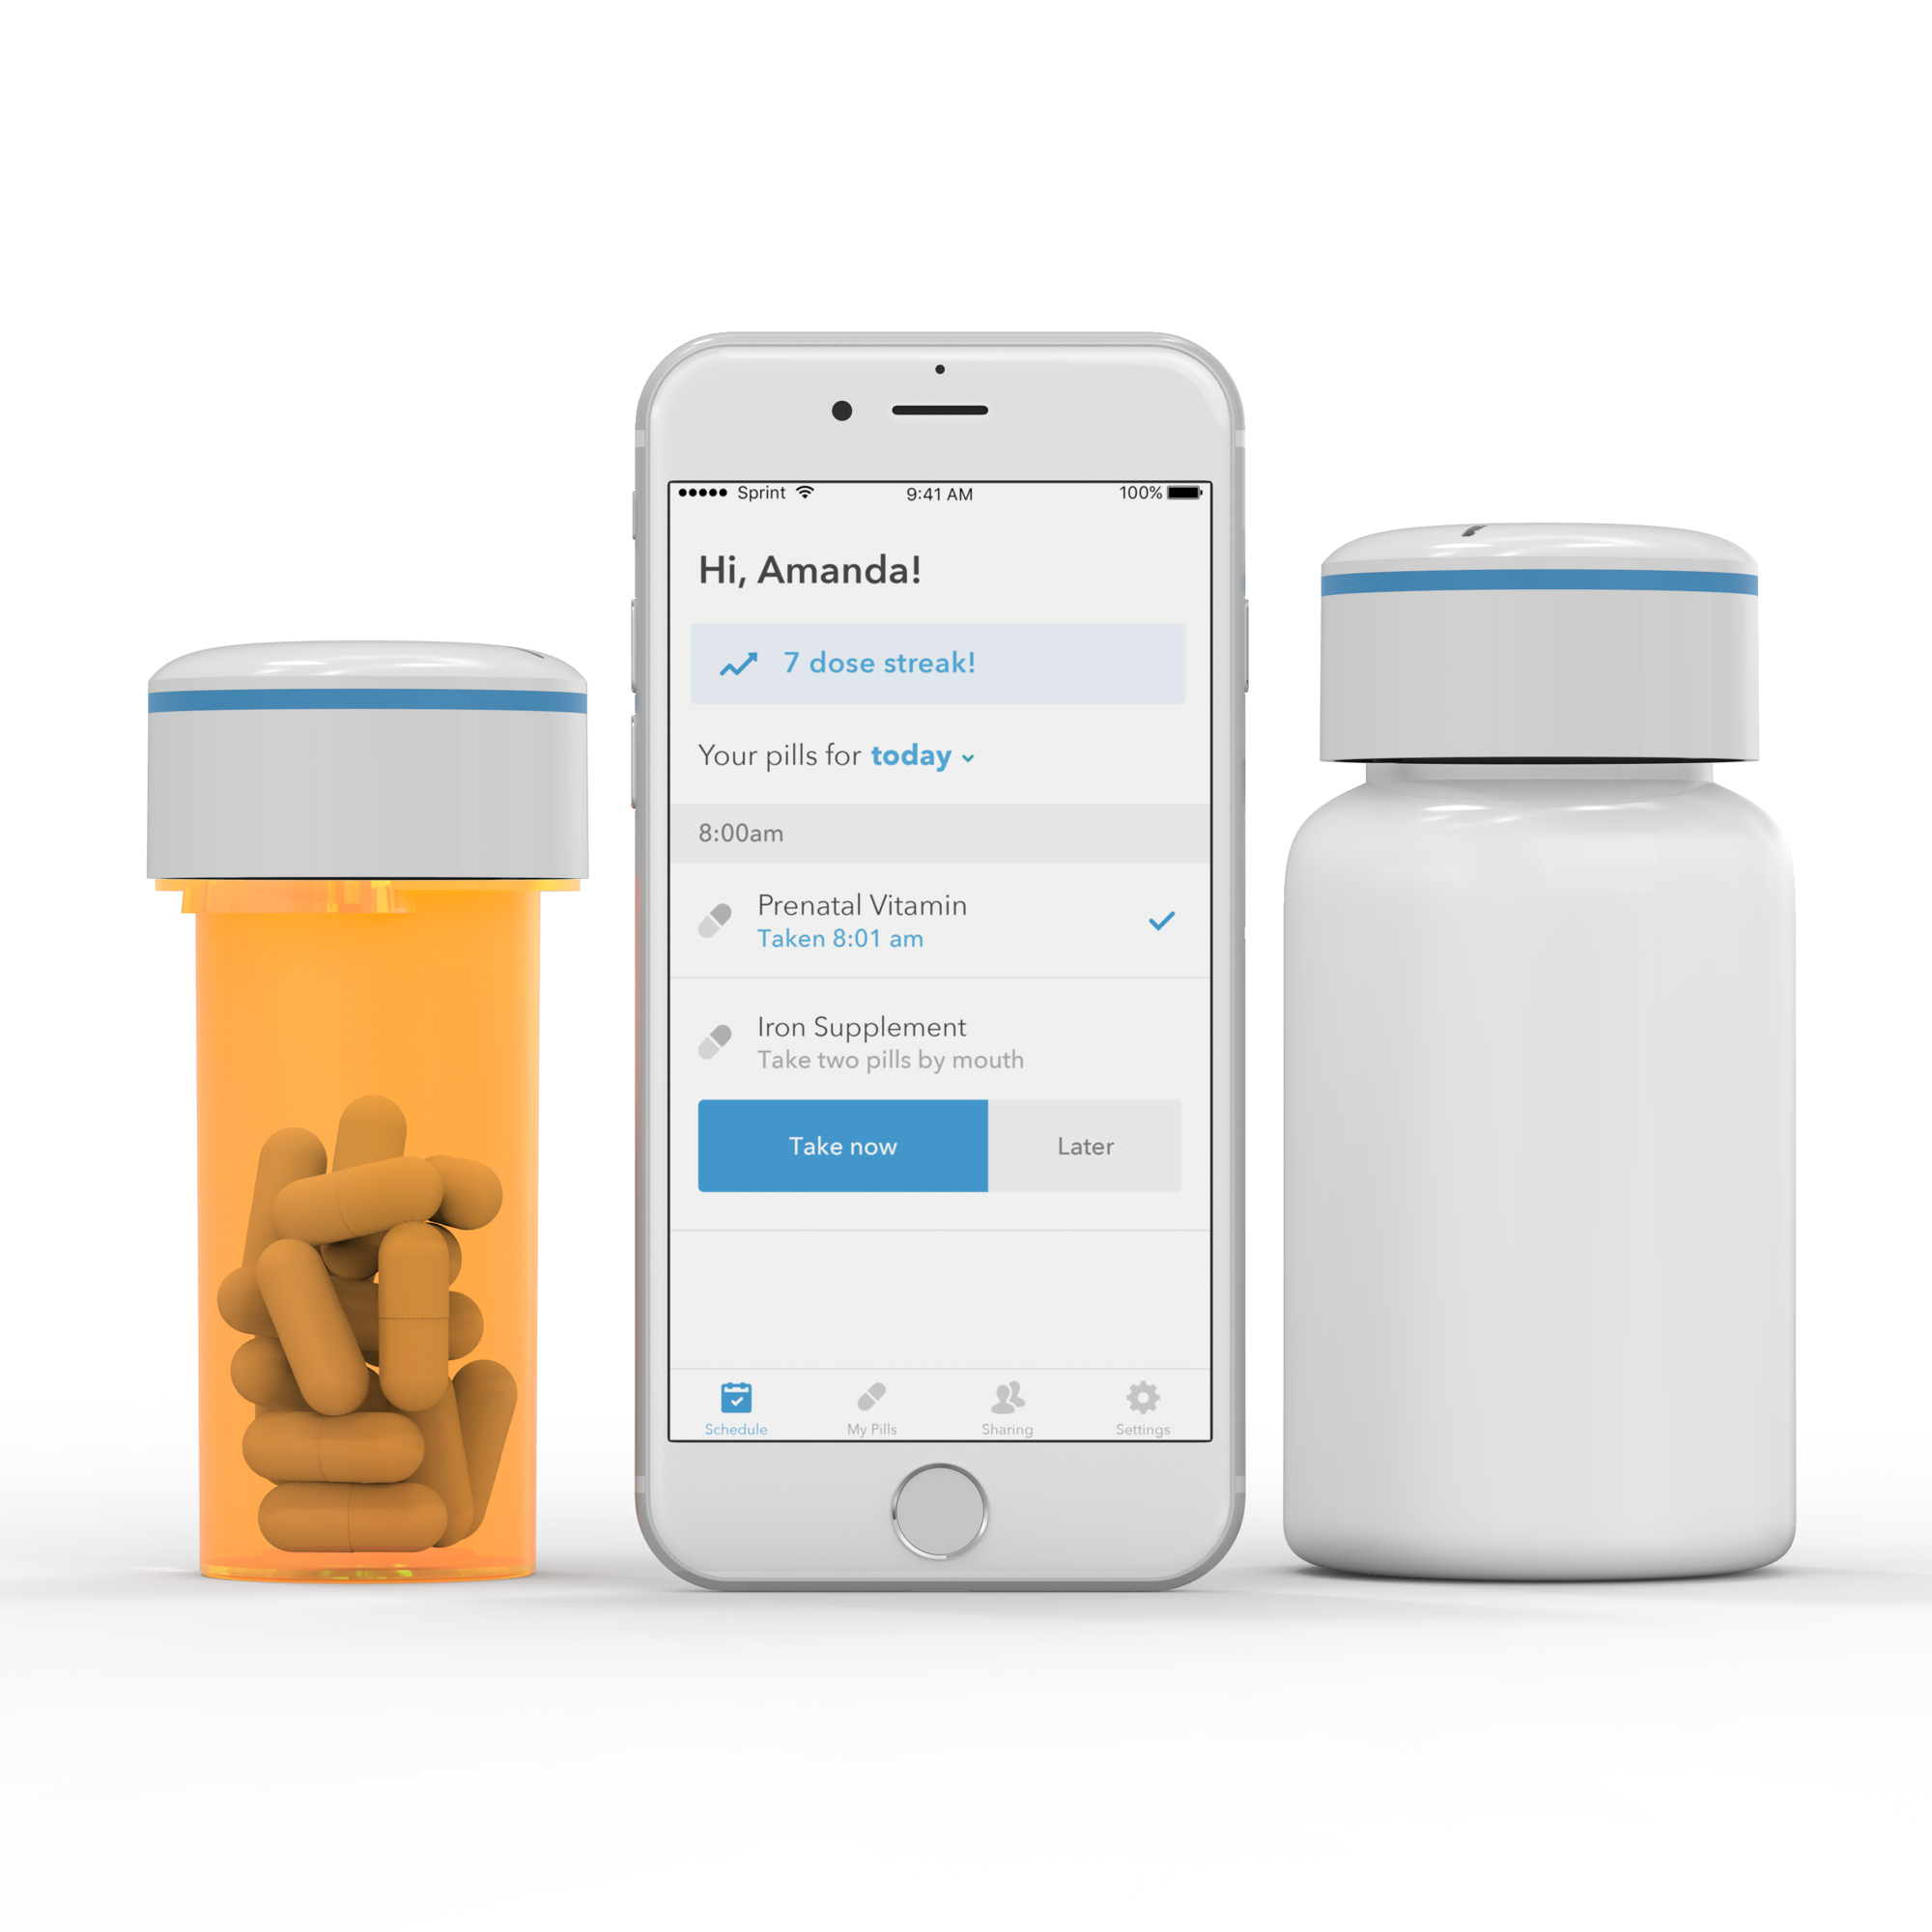 Sprint 9:41 AM 100%
Hi, Amanda!
7 dose streak!
Your pills for today
8:00am
Prenatal Vitamin
Taken 8:01 am
Iron Supplement
Take two pills by mouth
Take now Later
Schedule My Pills Sharing Settings